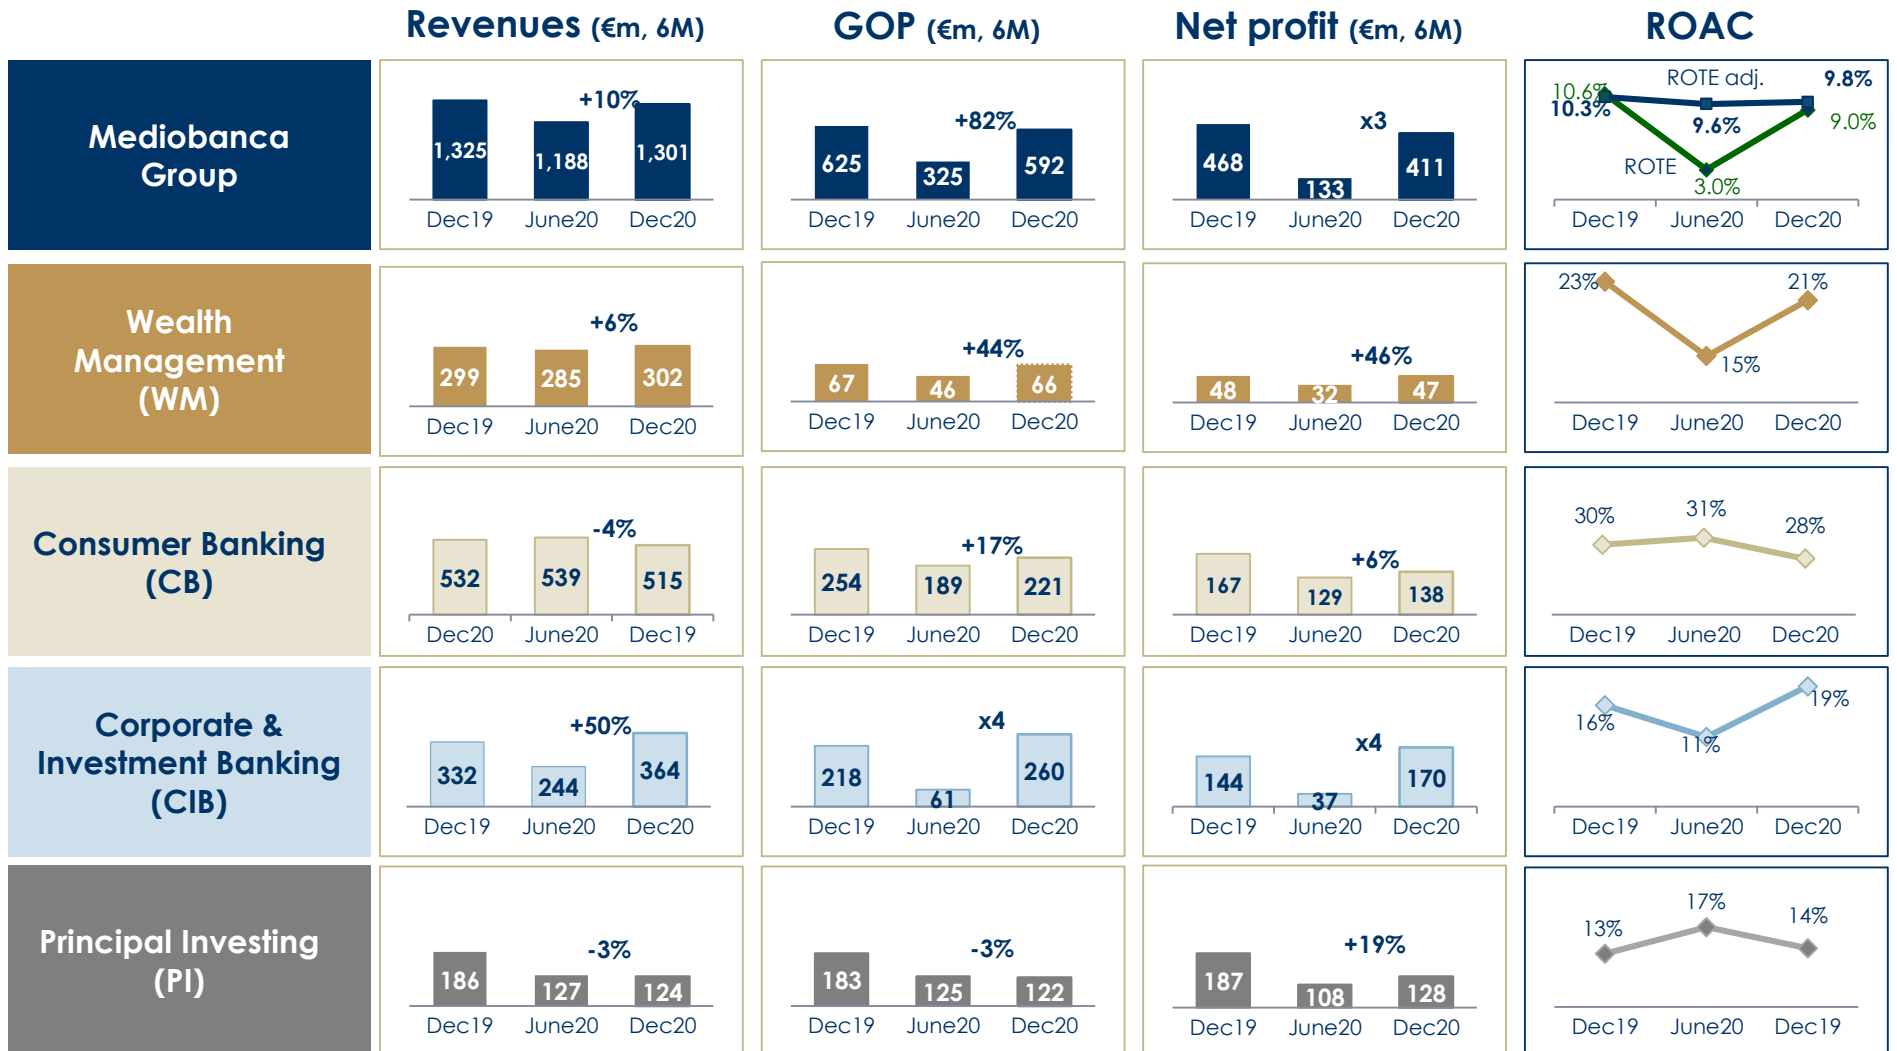 Revenues (€m, 6M)
GOP (€m, 6M)
Net profit (€m, 6M)
ROAC
Mediobanca
Group
+10%
1,325
1,188
1,301
Dec19 June20 Dec20
+82%
625
325
592
Dec19 June20 Dec20
x3
468
133
411
Dec19 June20 Dec20
ROTE adj.
9.8%
10.6%
10.3%
9.6%
9.0%
ROTE
3.0%
Dec19 June20 Dec20
Wealth
Management
(WM)
+6%
299
285
302
Dec19 June20 Dec20
+44%
67
46
66
Dec19 June20 Dec20
+46%
48
32
47
Dec19 June20 Dec20
23%
21%
15%
Dec19 June20 Dec20
Consumer Banking
(CB)
-4%
532
539
515
Dec20 June20 Dec19
+17%
254
189
221
Dec19 June20 Dec20
+6%
167
129
138
Dec19 June20 Dec20
30%
31%
28%
Dec19 June20 Dec20
Corporate &
Investment Banking
(CIB)
+50%
332
244
364
Dec19 June20 Dec20
x4
218
61
260
Dec19 June20 Dec20
x4
144
37
170
Dec19 June20 Dec20
16%
11%
19%
Dec19 June20 Dec20
Principal Investing
(PI)
-3%
186
127
124
Dec19 June20 Dec20
-3%
183
125
122
Dec19 June20 Dec20
+19%
187
108
128
Dec19 June20 Dec20
13%
17%
14%
Dec19 June20 Dec19